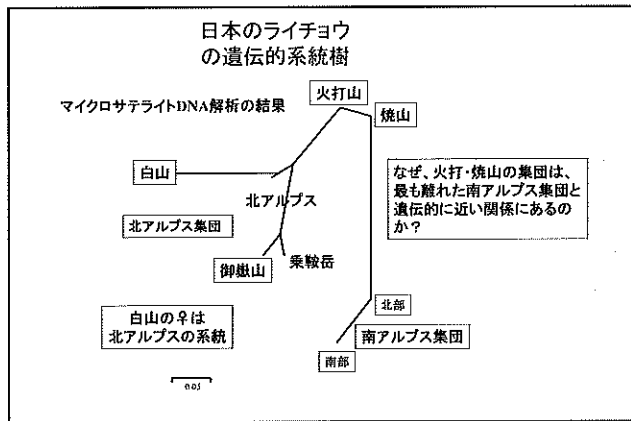 日本のライチョウ
の遺伝的系統樹
火打山
マイクロサテライトDNA解析の結果
焼山
白山
なぜ、火打・焼山の集団は、
最も離れた南アルプス集団と
遺伝的に近い関係にあるの
か？
北アルプス
北アルプス集団
御嶽山
乗鞍岳
北部
白山の♀は
北アルプスの系統
南アルプス集団
南部
0.05